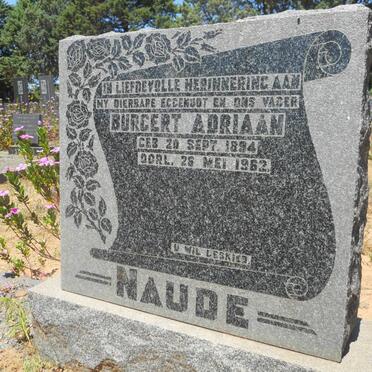 IN LIEFDEVOLLE HERINNERING AAN
MY DIERBARE EGGENOOT EN ONS VADER
BURGERT ADRIAAN
GEB. 20 SEPT. 1894
OORL. 26 MEI 1962.
U WIL GESKIED
NAUDE